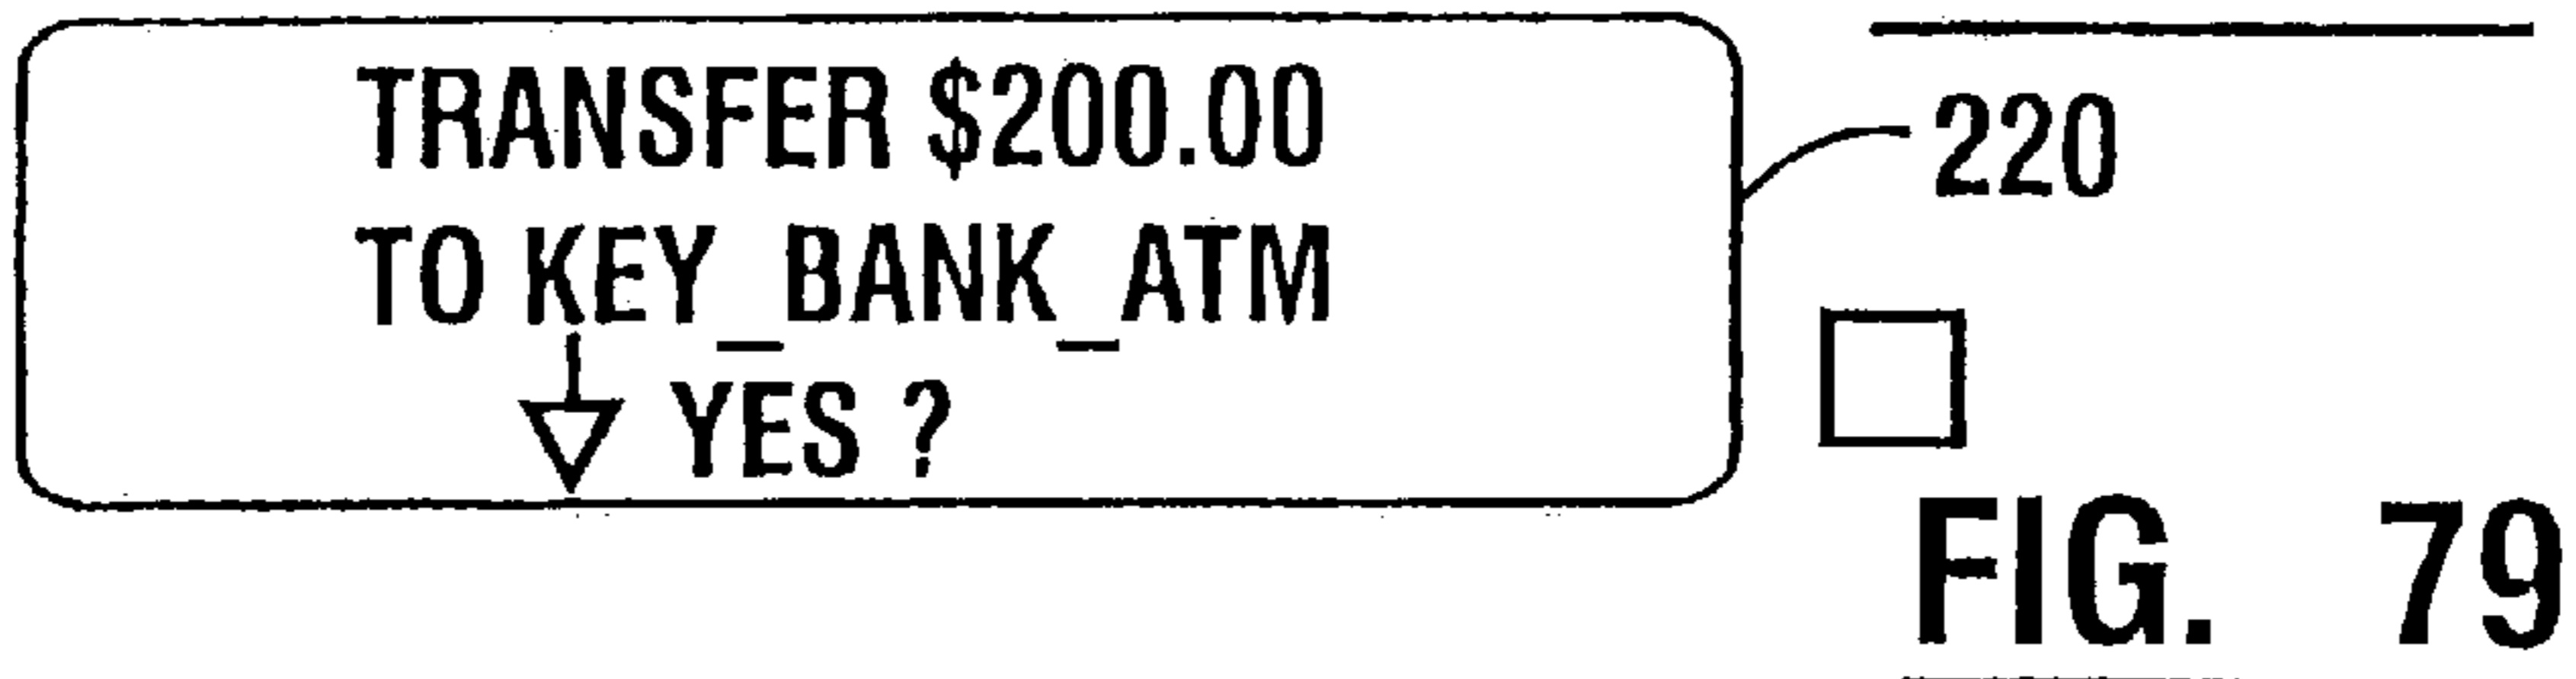 TRANSFER $200.00
TO KEY_BANK_ATM
YES ?
220
FIG. 79